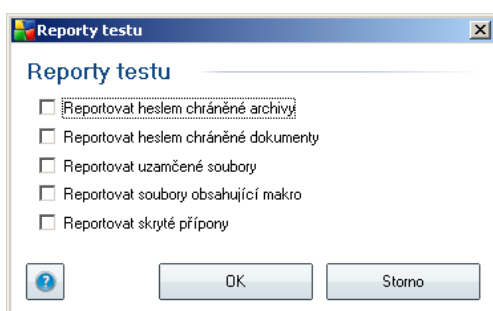 Reporty testu
Reporty testu
Reportovat heslem chráněné archivy
Reportovat heslem chráněné dokumenty
Reportovat uzamčené soubory
Reportovat soubory obsahující makro
Reportovat skryté přípony
? OK Storno